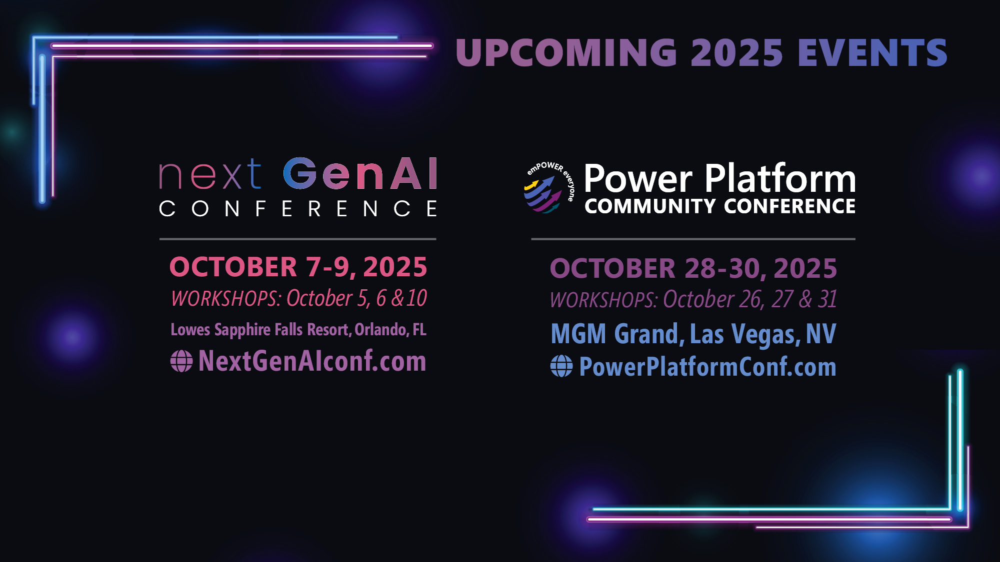 UPCOMING 2025 EVENTS
next GenAI
CONFERENCE
OCTOBER 7-9, 2025
WORKSHOPS: October 5, 6 & 10
Lowes Sapphire Falls Resort, Orlando, FL
NextGenAIconf.com
emPOWER everyone
Power Platform
COMMUNITY CONFERENCE
OCTOBER 28-30, 2025
WORKSHOPS: October 26, 27 & 31
MGM Grand, Las Vegas, NV
PowerPlatformConf.com